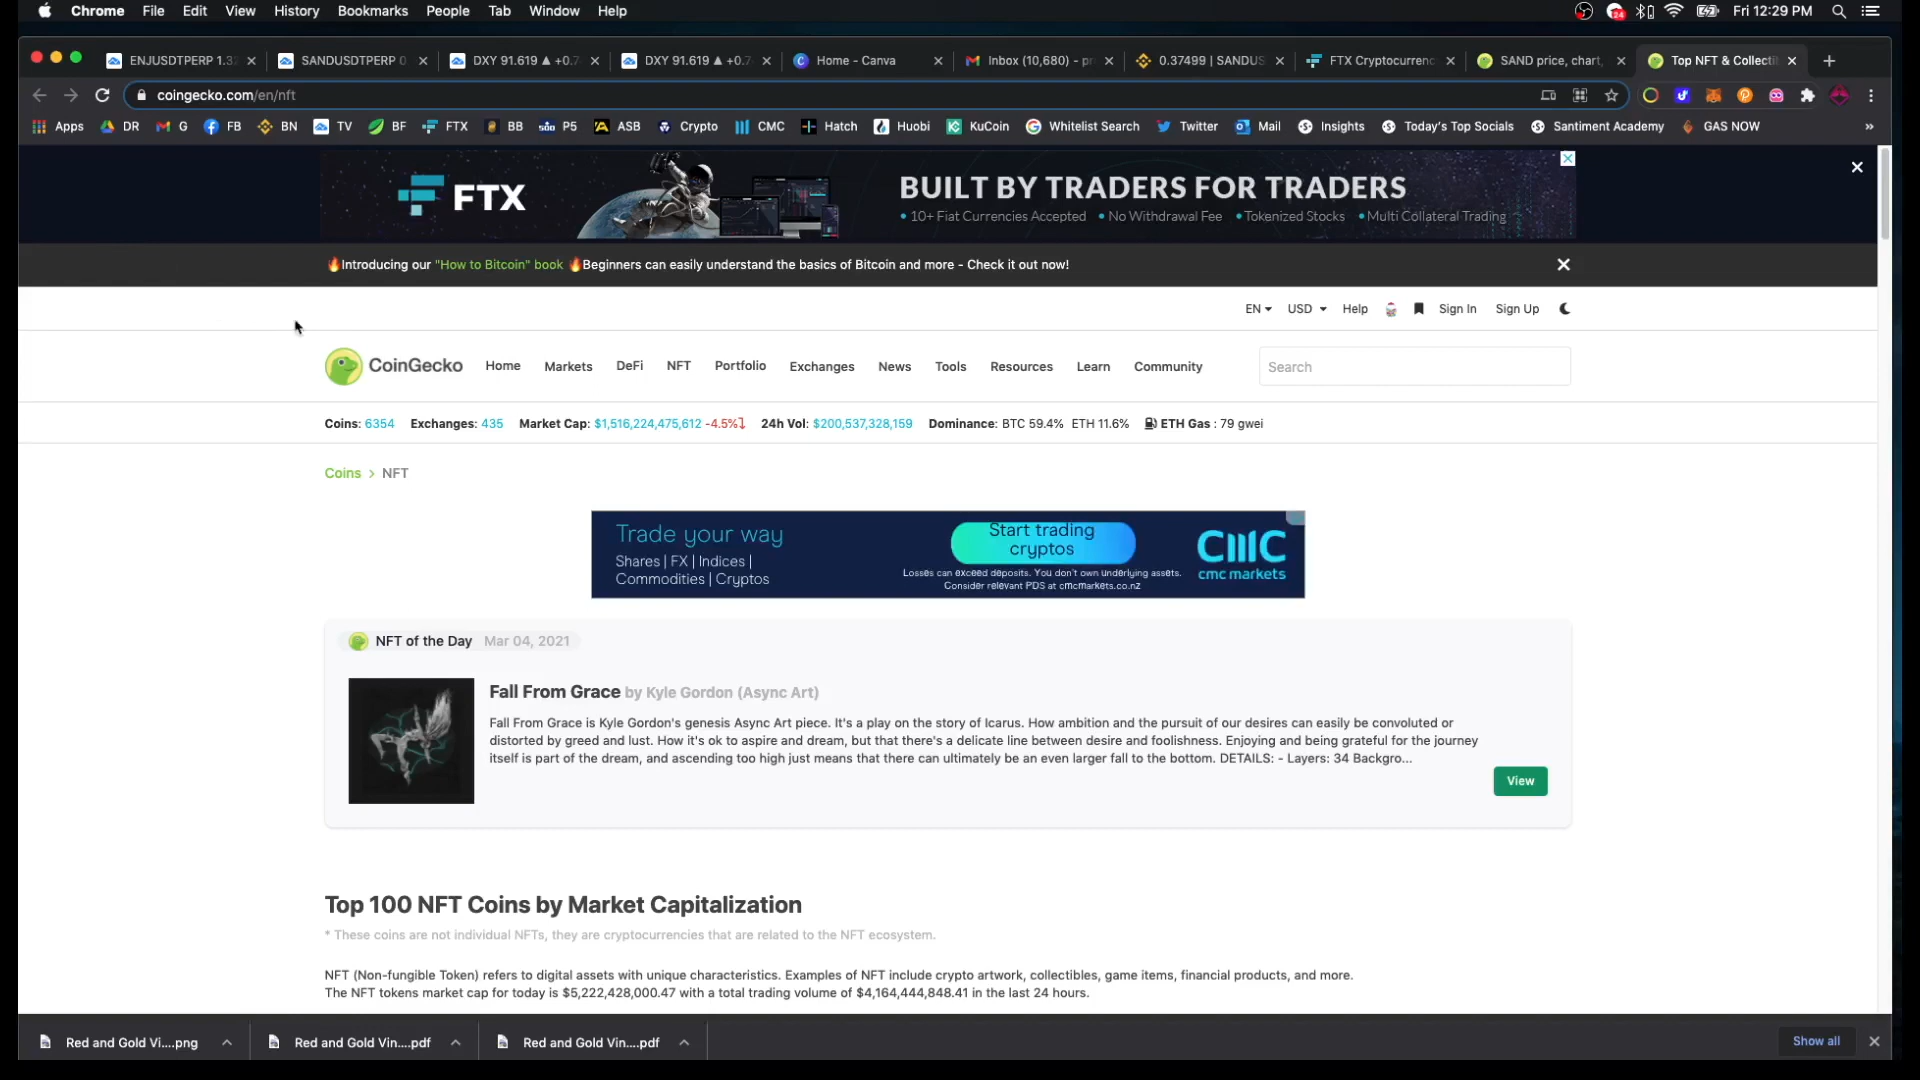 Chrome File Edit View History Bookmarks People Tab Window Help
24 Fri 12:29 PM
ENJUSDTPERP 1.3
SANDUSDTPERP 0
DXY 91.619 ▲ +0.7
DXY 91.619 ▲ +0.7
Home - Canva
Inbox (10,680) - pr
0.37499 | SANDUS
FTX Cryptocurrenc
SAND price, chart,
Top NFT & Collecti
coingecko.com/en/nft
Apps DR G FB BN TV BF FTX BB P5 ASB Crypto CMC Hatch Huobi KuCoin Whitelist Search Twitter Mail Insights Today's Top Socials Santiment Academy GAS NOW »
FTX
BUILT BY TRADERS FOR TRADERS
• 10+ Fiat Currencies Accepted • No Withdrawal Fee • Tokenized Stocks • Multi Collateral Trading
🔥Introducing our "How to Bitcoin" book 🔥Beginners can easily understand the basics of Bitcoin and more - Check it out now!
EN USD Help Sign In Sign Up
CoinGecko Home Markets DeFi NFT Portfolio Exchanges News Tools Resources Learn Community Search
Coins: 6354 Exchanges: 435 Market Cap: $1,516,224,475,612 -4.5% 24h Vol: $200,537,328,159 Dominance: BTC 59.4% ETH 11.6% ETH Gas : 79 gwei
Coins > NFT
Trade your way
Shares | FX | Indices |
Commodities | Cryptos
Start trading
cryptos
Losses can exceed deposits. You don't own underlying assets.
Consider relevant PDS at cmcmarkets.co.nz
cmc
cmc markets
NFT of the Day Mar 04, 2021
Fall From Grace by Kyle Gordon (Async Art)
Fall From Grace is Kyle Gordon's genesis Async Art piece. It's a play on the story of Icarus. How ambition and the pursuit of our desires can easily be convoluted or
distorted by greed and lust. How it's ok to aspire and dream, but that there's a delicate line between desire and foolishness. Enjoying and being grateful for the journey
itself is part of the dream, and ascending too high just means that there can ultimately be an even larger fall to the bottom. DETAILS: - Layers: 34 Backgro...
View
Top 100 NFT Coins by Market Capitalization
* These coins are not individual NFTs, they are cryptocurrencies that are related to the NFT ecosystem.
NFT (Non-fungible Token) refers to digital assets with unique characteristics. Examples of NFT include crypto artwork, collectibles, game items, financial products, and more.
The NFT tokens market cap for today is $5,222,428,000.47 with a total trading volume of $4,164,444,848.41 in the last 24 hours.
Red and Gold Vi....png
Red and Gold Vin....pdf
Red and Gold Vin....pdf
Show all